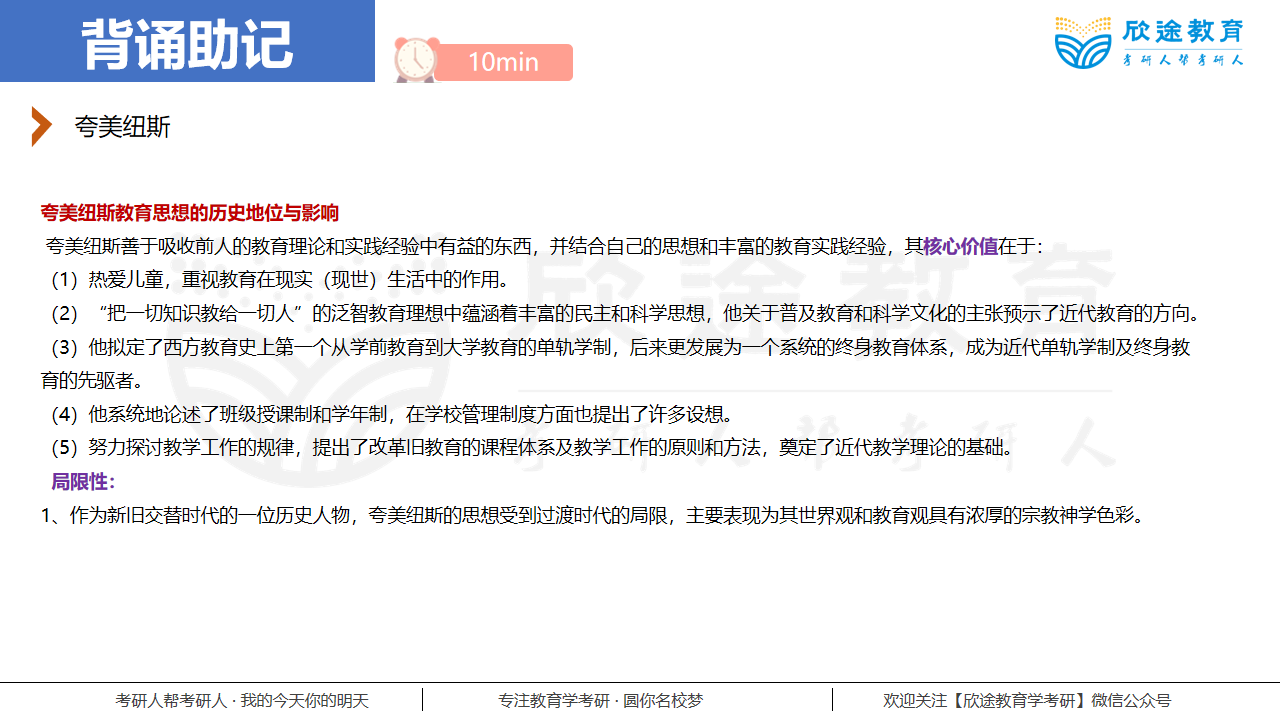 背诵助记
10min
欣途教育
考研人帮考研人
夸美纽斯
夸美纽斯教育思想的历史地位与影响
夸美纽斯善于吸收前人的教育理论和实践经验中有益的东西，并结合自己的思想和丰富的教育实践经验，其核心价值在于：
（1）热爱儿童，重视教育在现实（现世）生活中的作用。
（2）“把一切知识教给一切人”的泛智教育理想中蕴涵着丰富的民主和科学思想，他关于普及教育和科学文化的主张预示了近代教育的方向。
（3）他拟定了西方教育史上第一个从学前教育到大学教育的单轨学制，后来更发展为一个系统的终身教育体系，成为近代单轨学制及终身教
育的先驱者。
（4）他系统地论述了班级授课制和学年制，在学校管理制度方面也提出了许多设想。
（5）努力探讨教学工作的规律，提出了改革旧教育的课程体系及教学工作的原则和方法，奠定了近代教学理论的基础。
局限性：
1、作为新旧交替时代的一位历史人物，夸美纽斯的思想受到过渡时代的局限，主要表现为其世界观和教育观具有浓厚的宗教神学色彩。
欣途教育
考研人帮考研人
考研人帮考研人 · 我的今天你的明天
专注教育学考研 · 圆你名校梦
欢迎关注【欣途教育学考研】微信公众号